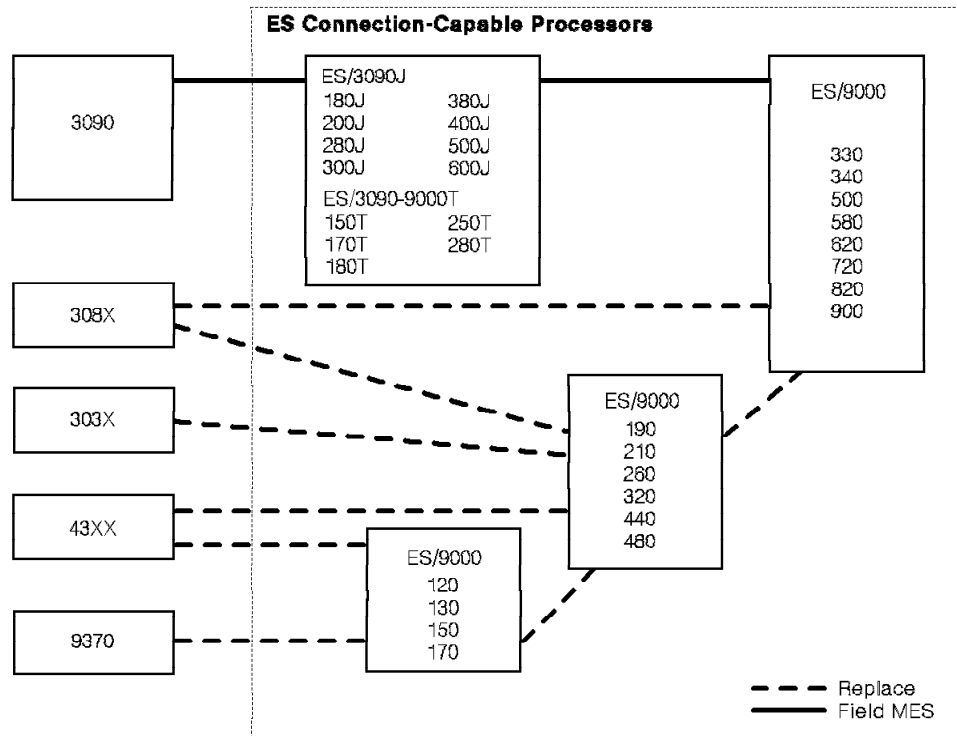 ES Connection-Capable Processors
3090
ES/3090J
180J 380J
200J 400J
280J 500J
300J 600J
ES/3090-9000T
150T 250T
170T 280T
180T
ES/9000
330
340
500
580
620
720
820
900
308X
303X
ES/9000
190
210
260
320
440
480
43XX
ES/9000
120
130
150
170
9370
Replace
Field MES